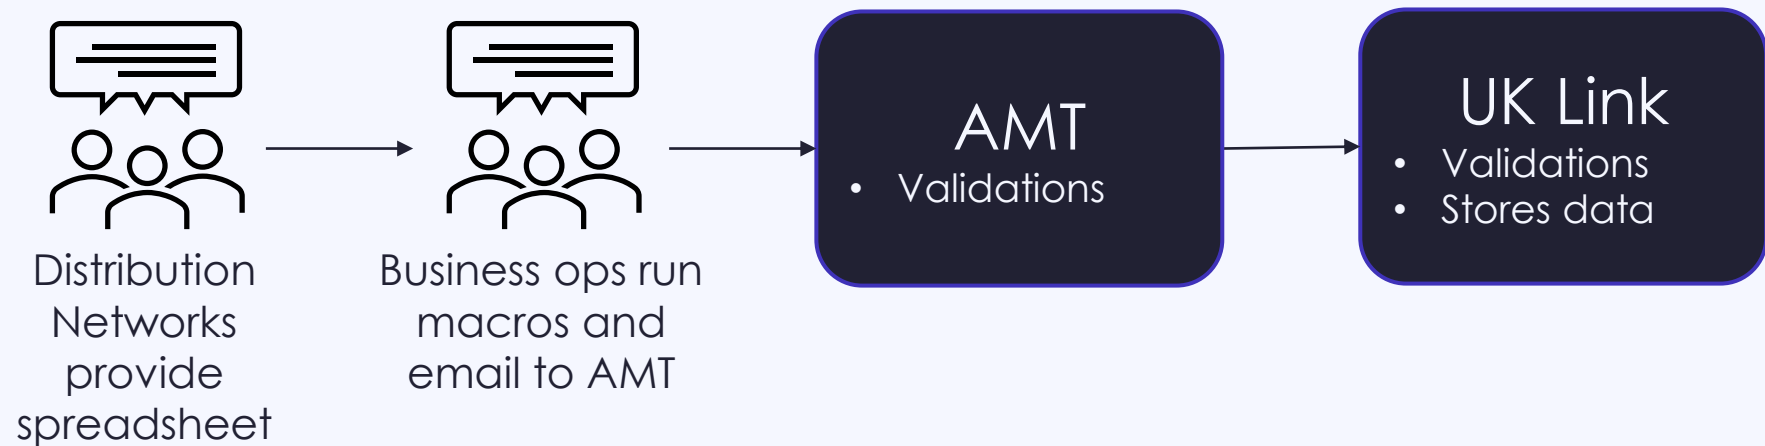 Distribution
Networks
provide
spreadsheet
Business ops run
macros and
email to AMT
AMT
• Validations
UK Link
• Validations
• Stores data